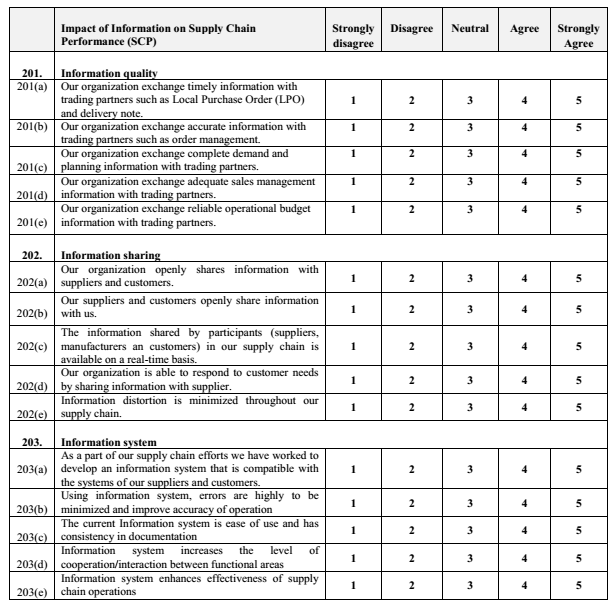 Impact of Information on Supply Chain Strongly Disagree Neutral Agree Strongly
Performance (SCP) disagree Agree
201. Information quality
201(a) Our organization exchange timely information with
trading partners such as Local Purchase Order (LPO) 1 2 3 4 5
and delivery note.
201(b) Our organization exchange accurate information with 1 2 3 4 5
trading partners such as order management.
Our organization exchange complete demand and 1 2 3 4 5
201(c) planning information with trading partners.
Our organization exchange adequate sales management 1 2 3 4 5
201(d) information with trading partners.
Our organization exchange reliable operational budget 1 2 3 4 5
201(e) information with trading partners.
202. Information sharing
Our organization openly shares information with
202(a) suppliers and customers. 1 2 3 4 5
Our suppliers and customers openly share information
202(b) with us. 1 2 3 4 5
The information shared by participants (suppliers,
202(c) manufacturers an customers) in our supply chain is 1 2 3 4 5
available on a real-time basis.
Our organization is able to respond to customer needs 1 2 3 4 5
202(d) by sharing information with supplier.
Information distortion is minimized throughout our 1 2 3 4 5
202(e) supply chain.
203. Information system
As a part of our supply chain efforts we have worked to
203(a) develop an information system that is compatible with 1 2 3 4 5
the systems of our suppliers and customers.
Using information system, errors are highly to be 1 2 3 4 5
203(b) minimized and improve accuracy of operation
The current Information system is ease of use and has 1 2 3 4 5
203(c) consistency in documentation
Information system increases the level of 1 2 3 4 5
203(d) cooperation/interaction between functional areas
Information system enhances effectiveness of supply 1 2 3 4 5
203(e) chain operations